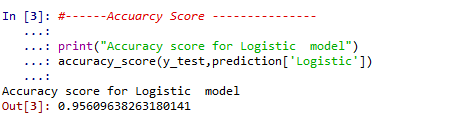 In [3]: #------Accuarcy Score ---------------
...:
...: print("Accuracy score for Logistic  model")
...: accuracy_score(y_test,prediction['Logistic'])
...:
Accuracy score for Logistic  model
Out[3]: 0.95609638263180141